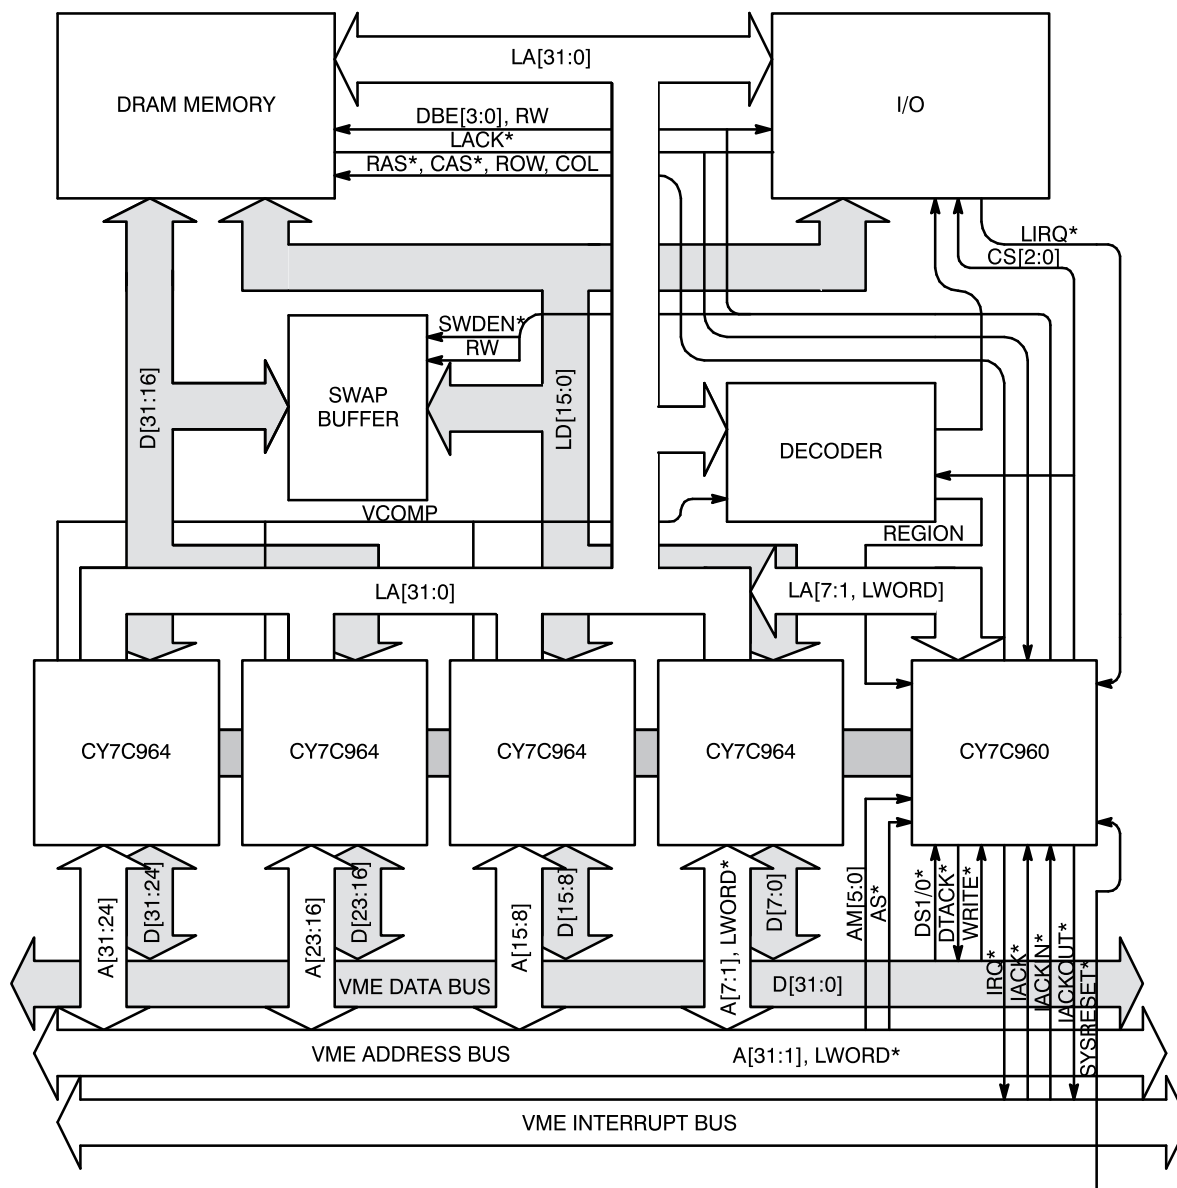 LA[31:0]
DRAM MEMORY
I/O
DBE[3:0], RW
LACK*
RAS*, CAS*, ROW, COL
LIRQ*
CS[2:0]
SWDEN*
RW
D[31:16]
SWAP
BUFFER
LD[15:0]
DECODER
VCOMP
REGION
LA[31:0]
LA[7:1, LWORD]
CY7C964
CY7C964
CY7C964
CY7C964
CY7C960
A[31:24]
D[31:24]
A[23:16]
D[23:16]
A[15:8]
D[15:8]
A[7:1], LWORD*
D[7:0]
AM[5:0]
AS*
DS1/0*
DTACK*
WRITE*
IRQ*
IACK*
IACKIN*
IACKOUT*
SYSRESET*
VME DATA BUS
D[31:0]
VME ADDRESS BUS
A[31:1], LWORD*
VME INTERRUPT BUS